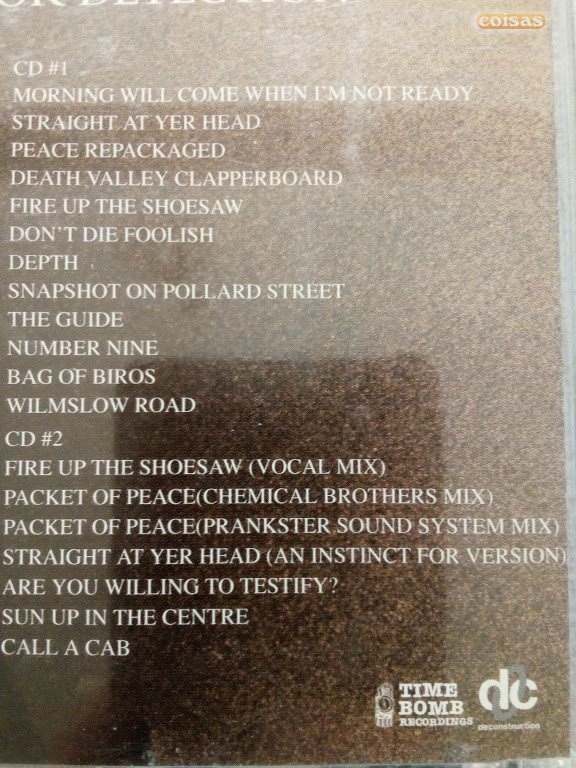 OR DETECTION
coisas
CD #1
MORNING WILL COME WHEN I'M NOT READY
STRAIGHT AT YER HEAD
PEACE REPACKAGED
DEATH VALLEY CLAPPERBOARD
FIRE UP THE SHOESAW
DON'T DIE FOOLISH
DEPTH
SNAPSHOT ON POLLARD STREET
THE GUIDE
NUMBER NINE
BAG OF BIROS
WILMSLOW ROAD
CD #2
FIRE UP THE SHOESAW (VOCAL MIX)
PACKET OF PEACE(CHEMICAL BROTHERS MIX)
PACKET OF PEACE(PRANKSTER SOUND SYSTEM MIX)
STRAIGHT AT YER HEAD (AN INSTINCT FOR VERSION)
ARE YOU WILLING TO TESTIFY?
SUN UP IN THE CENTRE
CALL A CAB
TIME
BOMB
RECORDINGS
dc
deconstruction